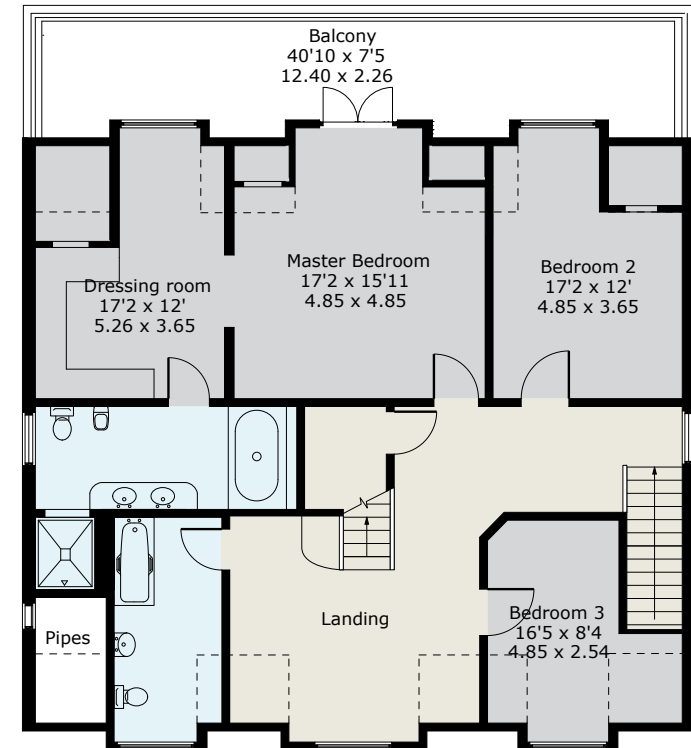 Balcony
40'10 x 7'5
12.40 x 2.26
Master Bedroom
17'2 x 15'11
4.85 x 4.85
Dressing room
17'2 x 12'
5.26 x 3.65
Bedroom 2
17'2 x 12'
4.85 x 3.65
Landing
Bedroom 3
16'5 x 8'4
4.85 x 2.54
Pipes